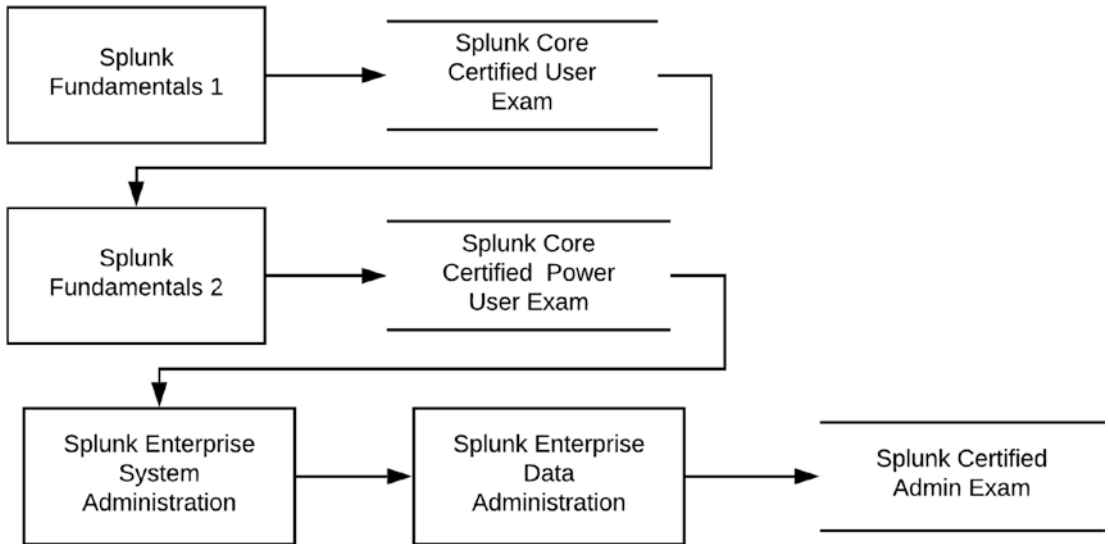 Splunk
Fundamentals 1
Splunk Core
Certified User
Exam
Splunk
Fundamentals 2
Splunk Core
Certified Power
User Exam
Splunk Enterprise
System
Administration
Splunk Enterprise
Data
Administration
Splunk Certified
Admin Exam